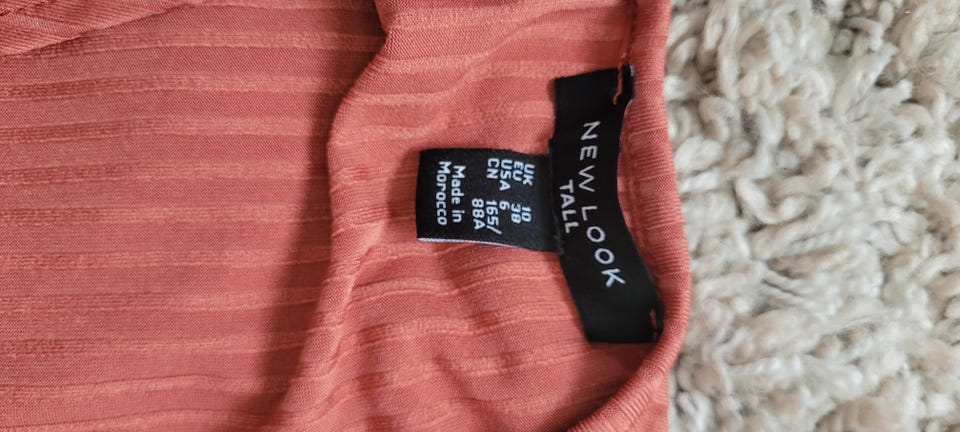 NEW LOOK
TALL
UK 10
EU 38
USA 6
CN 165/
88A
Made in
Morocco